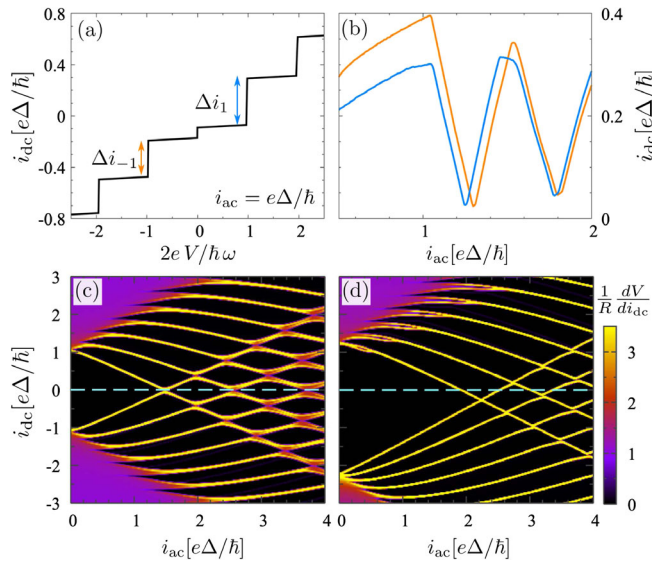 (a)
i_dc[eΔ/ħ]
0.8
0.4
0
-0.4
-0.8
Δi_1
Δi_{-1}
i_ac = eΔ/ħ
-2 -1 0 1 2
2eV/ħω
(b)
0.4
0.2
0
i_dc[eΔ/ħ]
1 2
i_ac[eΔ/ħ]
(c)
i_dc[eΔ/ħ]
3
2
1
0
-1
-2
-3
0 1 2 3 4
i_ac[eΔ/ħ]
(d)
0 1 2 3 4
i_ac[eΔ/ħ]
1/R dV/di_dc
3
2
1
0